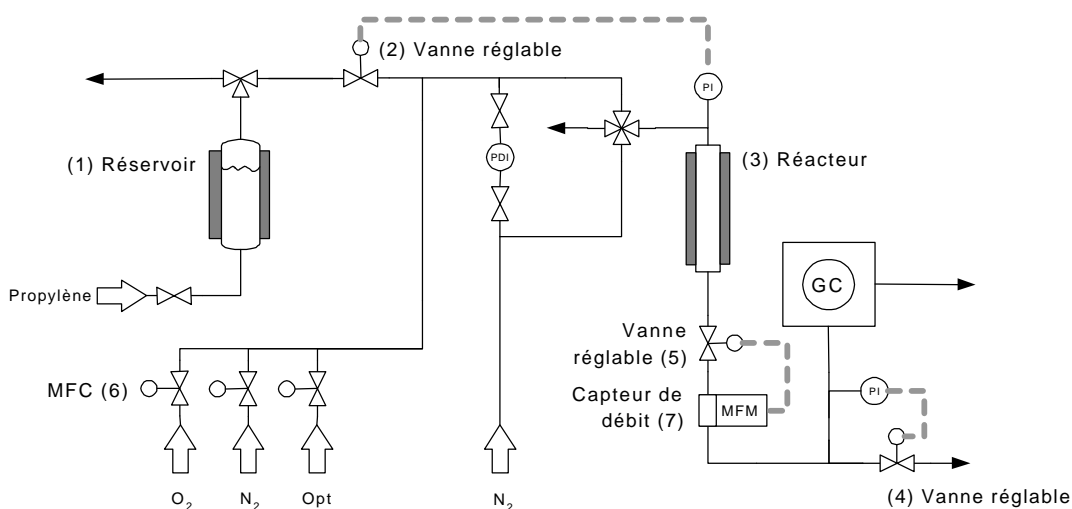 (2) Vanne réglable
PI
(1) Réservoir
PDI
(3) Réacteur
GC
Propylène
Vanne
réglable (5)
MFC (6)
Capteur de
débit (7)
MFM
PI
O2
N2
Opt
N2
(4) Vanne réglable